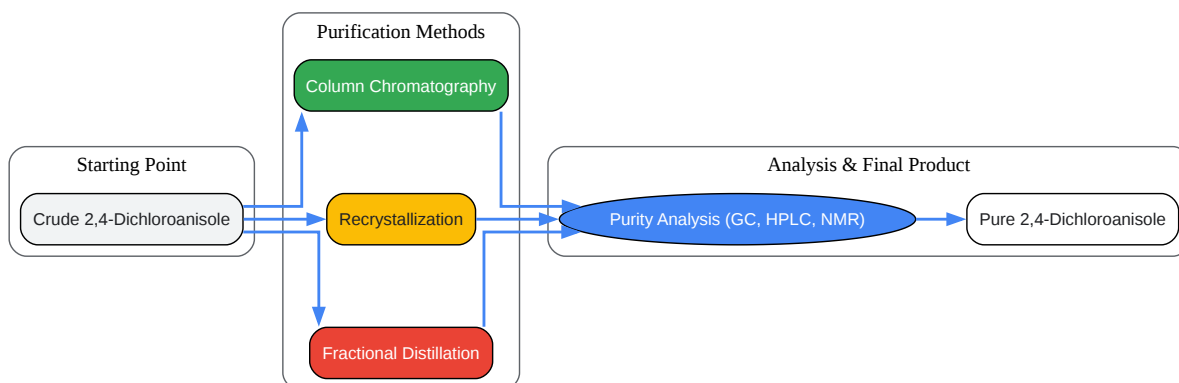 Purification Methods
Column Chromatography
Starting Point
Analysis & Final Product
Crude 2,4-Dichloroanisole
Recrystallization
Purity Analysis (GC, HPLC, NMR)
Pure 2,4-Dichloroanisole
Fractional Distillation